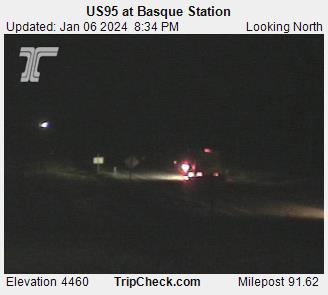 US95 at Basque Station
Updated: Jan 06 2024 8:34 PM Looking North
Elevation 4460 TripCheck.com Milepost 91.62